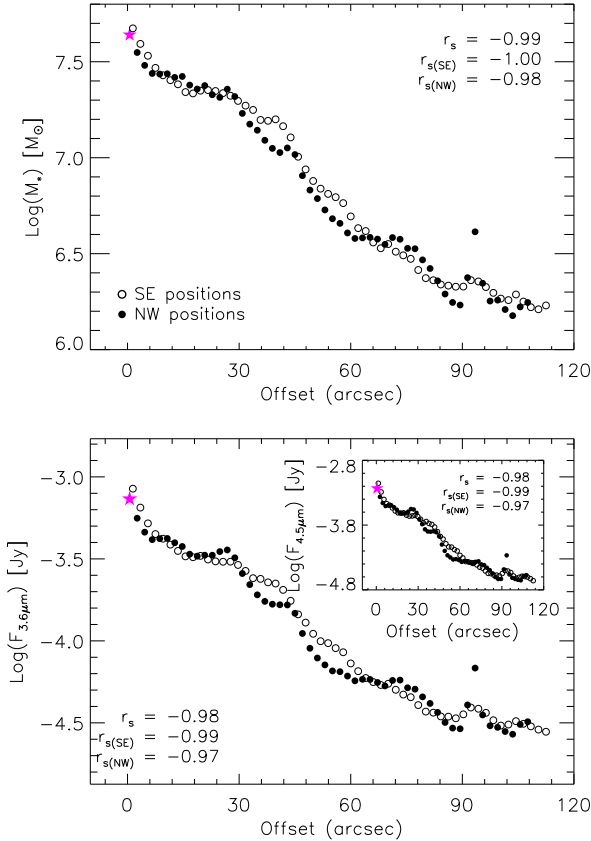 r_s = −0.99
r_s(SE) = −1.00
r_s(NW) = −0.98
7.5
7.0
6.5
6.0
Log(M_*) [M_⊙]
SE positions
NW positions
0 30 60 90 120
Offset (arcsec)
−3.0
−3.5
−4.0
−4.5
Log(F_3.6μm) [Jy]
r_s = −0.98
r_s(SE) = −0.99
r_s(NW) = −0.97
−2.8
−3.8
−4.8
Log(F_4.5μm) [Jy]
r_s = −0.98
r_s(SE) = −0.99
r_s(NW) = −0.97
0 30 60 90 120
Offset (arcsec)
0 30 60 90 120
Offset (arcsec)